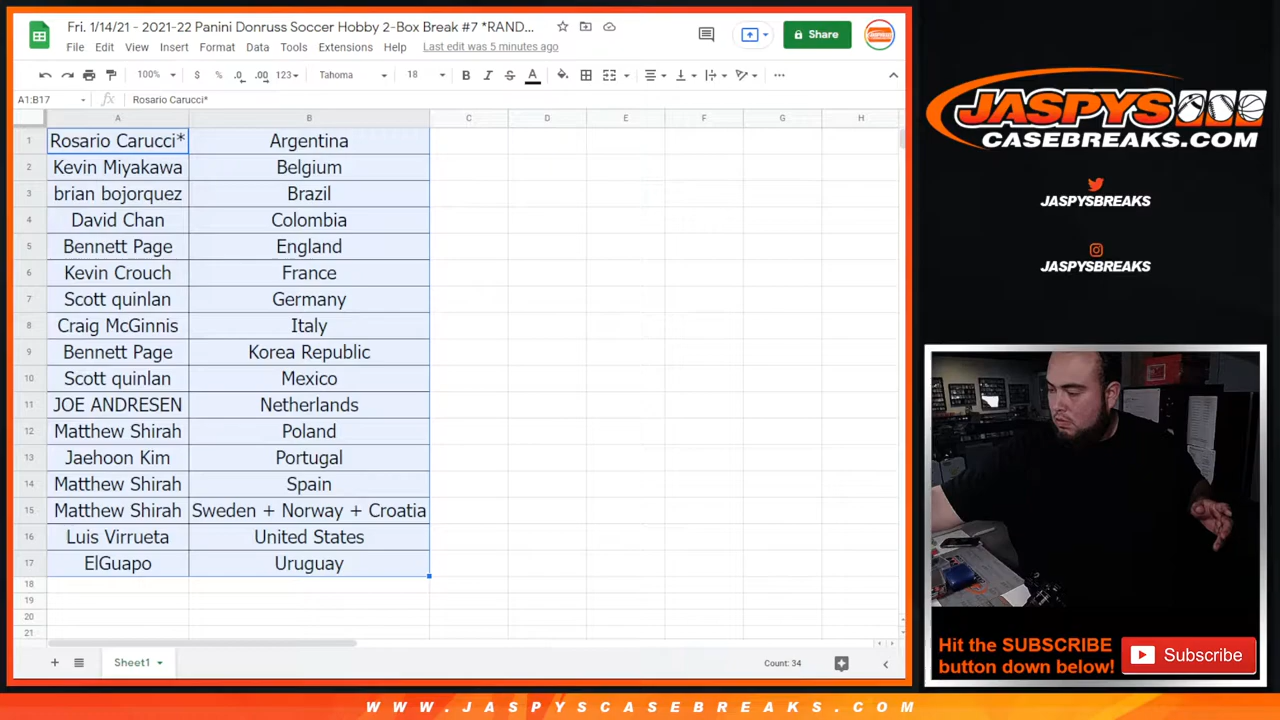 Fri. 1/14/21 - 2021-22 Panini Donruss Soccer Hobby 2-Box Break #7 *RAND...
File Edit View Insert Format Data Tools Extensions Help Last edit was 5 minutes ago
Share
100% $ % .0 .00 123 Tahoma 18 B I S A
A1:B17 fx Rosario Carucci*
A B C D E F G H
1 Rosario Carucci* Argentina
2 Kevin Miyakawa Belgium
3 brian bojorquez Brazil
4 David Chan Colombia
5 Bennett Page England
6 Kevin Crouch France
7 Scott quinlan Germany
8 Craig McGinnis Italy
9 Bennett Page Korea Republic
10 Scott quinlan Mexico
11 JOE ANDRESEN Netherlands
12 Matthew Shirah Poland
13 Jaehoon Kim Portugal
14 Matthew Shirah Spain
15 Matthew Shirah Sweden + Norway + Croatia
16 Luis Virrueta United States
17 ElGuapo Uruguay
18
19
20
21
Sheet1
Count: 34
JASPYS
CASEBREAKS.COM
JASPYSBREAKS
JASPYSBREAKS
Hit the SUBSCRIBE
button down below!
Subscribe
WWW.JASPYSCASEBREAKS.COM